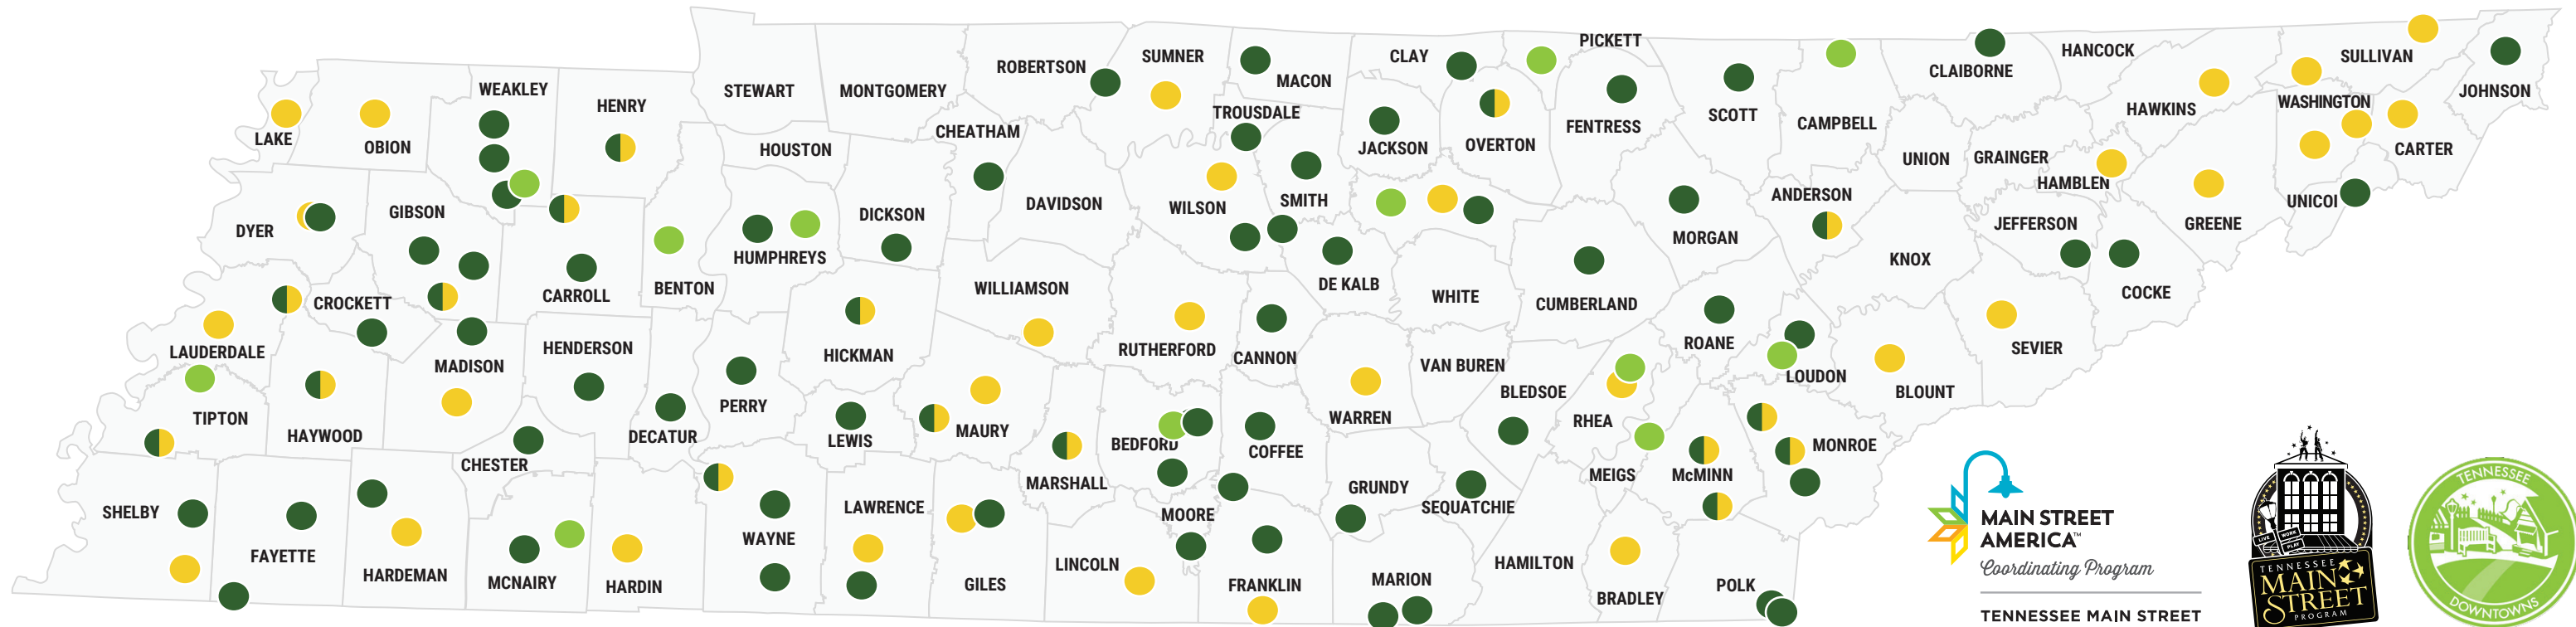 PICKETT
SUMNER
CLAY
HANCOCK
ROBERTSON
SULLIVAN
CLAIBORNE
MACON
WEAKLEY
STEWART
MONTGOMERY
JOHNSON
HENRY
WASHINGTON
HAWKINS
TROUSDALE
SCOTT
CAMPBELL
FENTRESS
CHEATHAM
LAKE
OBION
JACKSON
OVERTON
HOUSTON
CARTER
UNION
GRAINGER
HAMBLEN
ANDERSON
SMITH
UNICOI
DAVIDSON
WILSON
GIBSON
DICKSON
JEFFERSON
GREENE
DYER
MORGAN
HUMPHREYS
KNOX
DE KALB
BENTON
WILLIAMSON
COCKE
CARROLL
WHITE
CROCKETT
CUMBERLAND
ROANE
HENDERSON
RUTHERFORD
SEVIER
LAUDERDALE
HICKMAN
CANNON
MADISON
VAN BUREN
LOUDON
BLEDSOE
BLOUNT
PERRY
TIPTON
WARREN
RHEA
HAYWOOD
DECATUR
LEWIS
MAURY
BEDFORD
COFFEE
MONROE
CHESTER
MEIGS
McMINN
MARSHALL
GRUNDY
SEQUATCHIE
LAWRENCE
SHELBY
MOORE
WAYNE
FAYETTE
LINCOLN
HAMILTON
HARDEMAN
MCNAIRY
HARDIN
GILES
FRANKLIN
MARION
POLK
BRADLEY
MAIN STREET
AMERICA™
Coordinating Program
TENNESSEE MAIN STREET
LIVE
WORK
PLAY
TENNESSEE
MAIN
STREET
PROGRAM
TENNESSEE
DOWNTOWNS